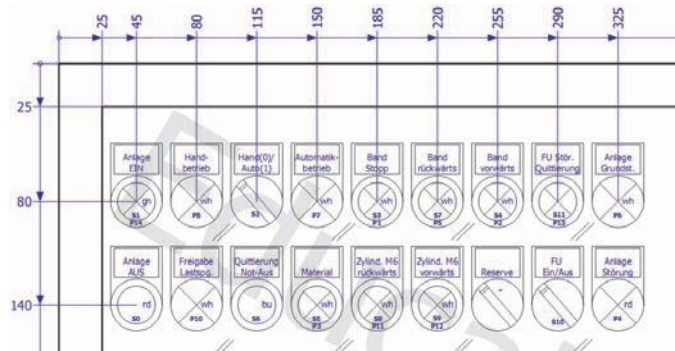 25 45 80 115 150 185 220 255 290 325
25
Anlage Hand- Hand(0)/ Automatik- Band Band Band FU Stör. Anlage
EIN betrieb Auto(1) betrieb Stopp rückwärts vorwärts Quittierung Grundst.
80 gn wh wh wh wh wh wh
S1 P8 S2 P7 S3 S7 S4 S11 P6
P14 P1 P5 P2 P13
Anlage Freigabe Quittierung Zylind. M6 Zylind. M6 FU Anlage
AUS Lastspg. Not-Aus Material rückwärts vorwärts Reserve Ein/Aus Störung
140 rd wh bu wh wh wh rd
S0 P10 S6 S5 S8 S9 S10 P4
P3 P11 P12